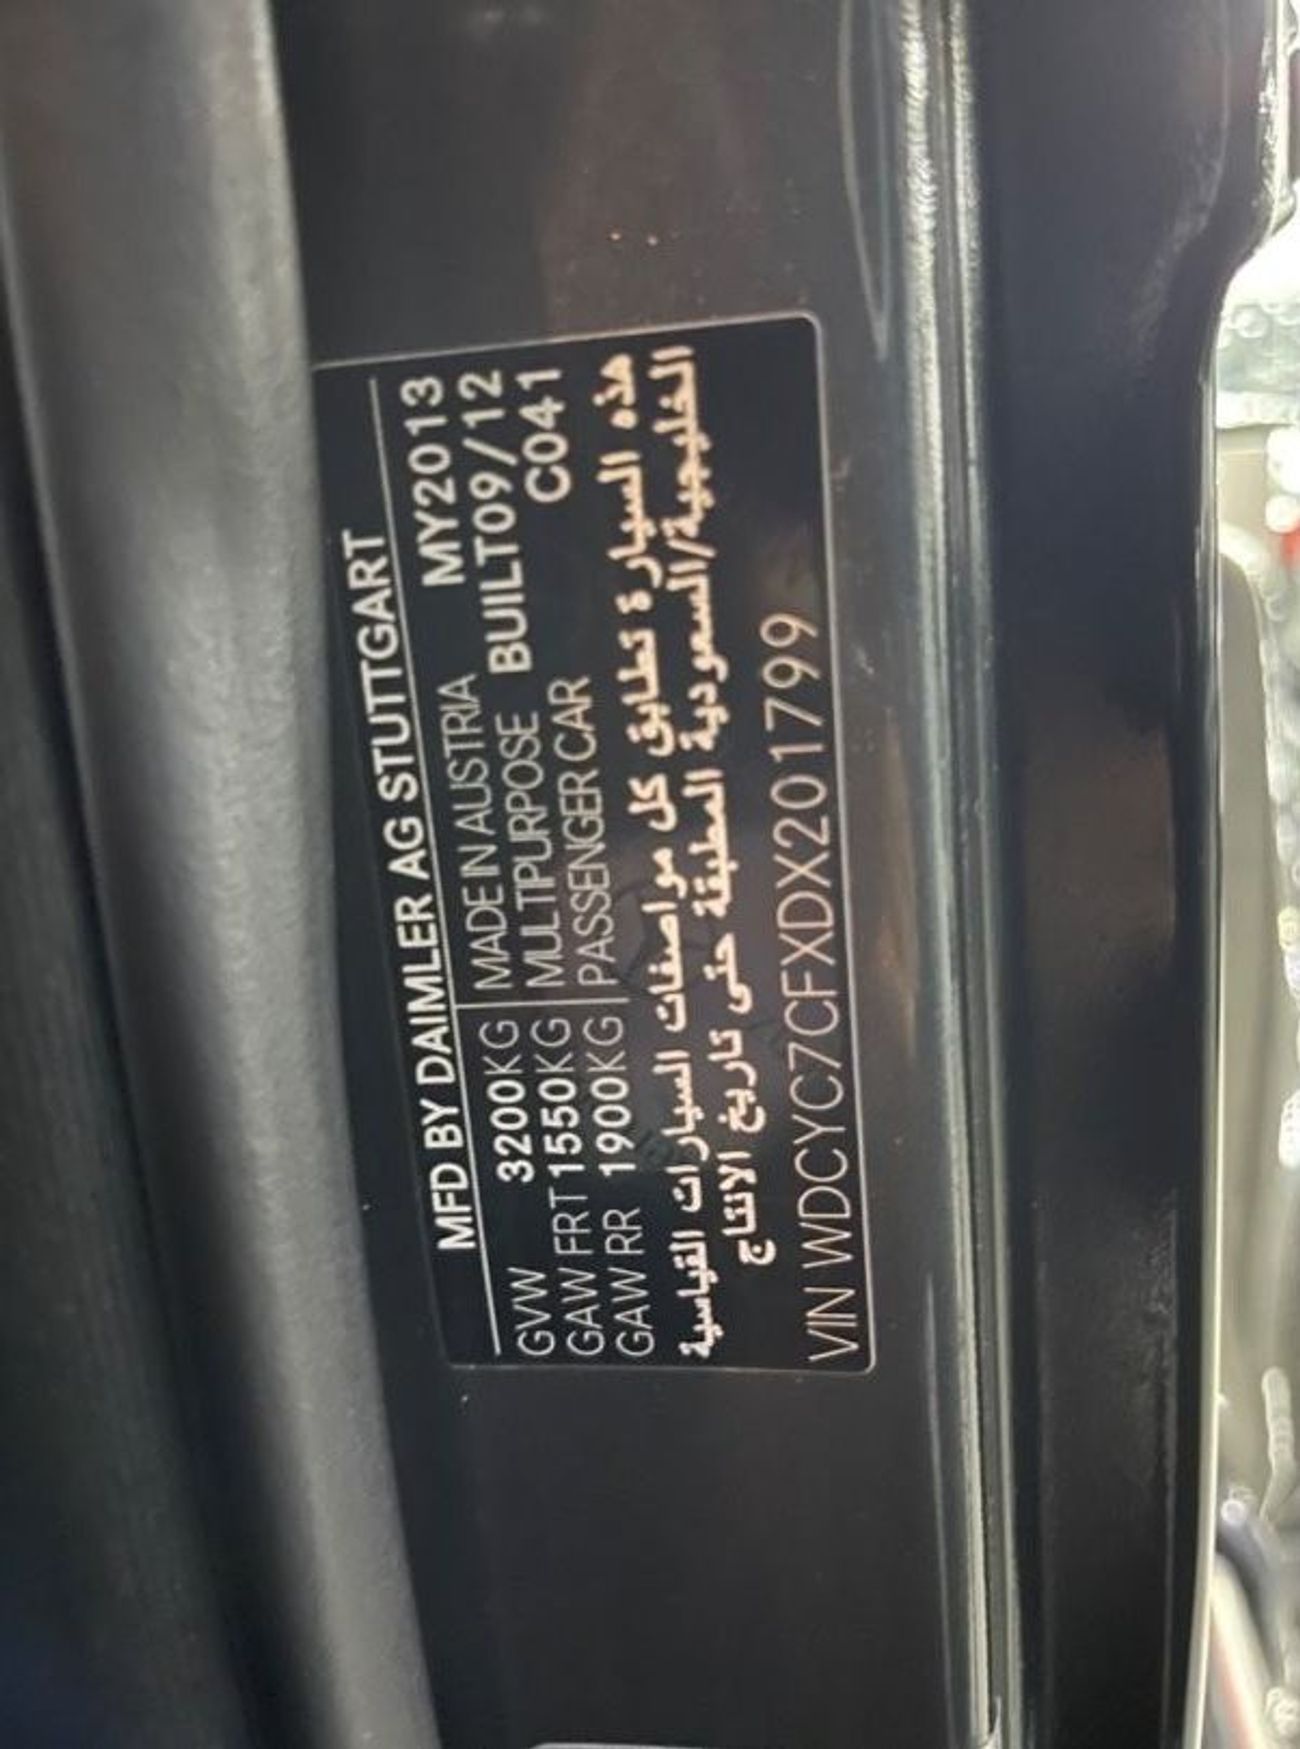 MFD BY DAIMLER AG STUTTGART
GVW 3200KG MADE IN AUSTRIA MY2013
GAW FRT 1550KG MULTIPURPOSE BUILT09/12
GAW RR 1900KG PASSENGER CAR C041
هذه السيارة تطابق كل مواصفات السيارات القياسية
الخليجية/السعودية المطبقة حتى تاريخ الانتاج
VIN WDCYC7CFXDX201799